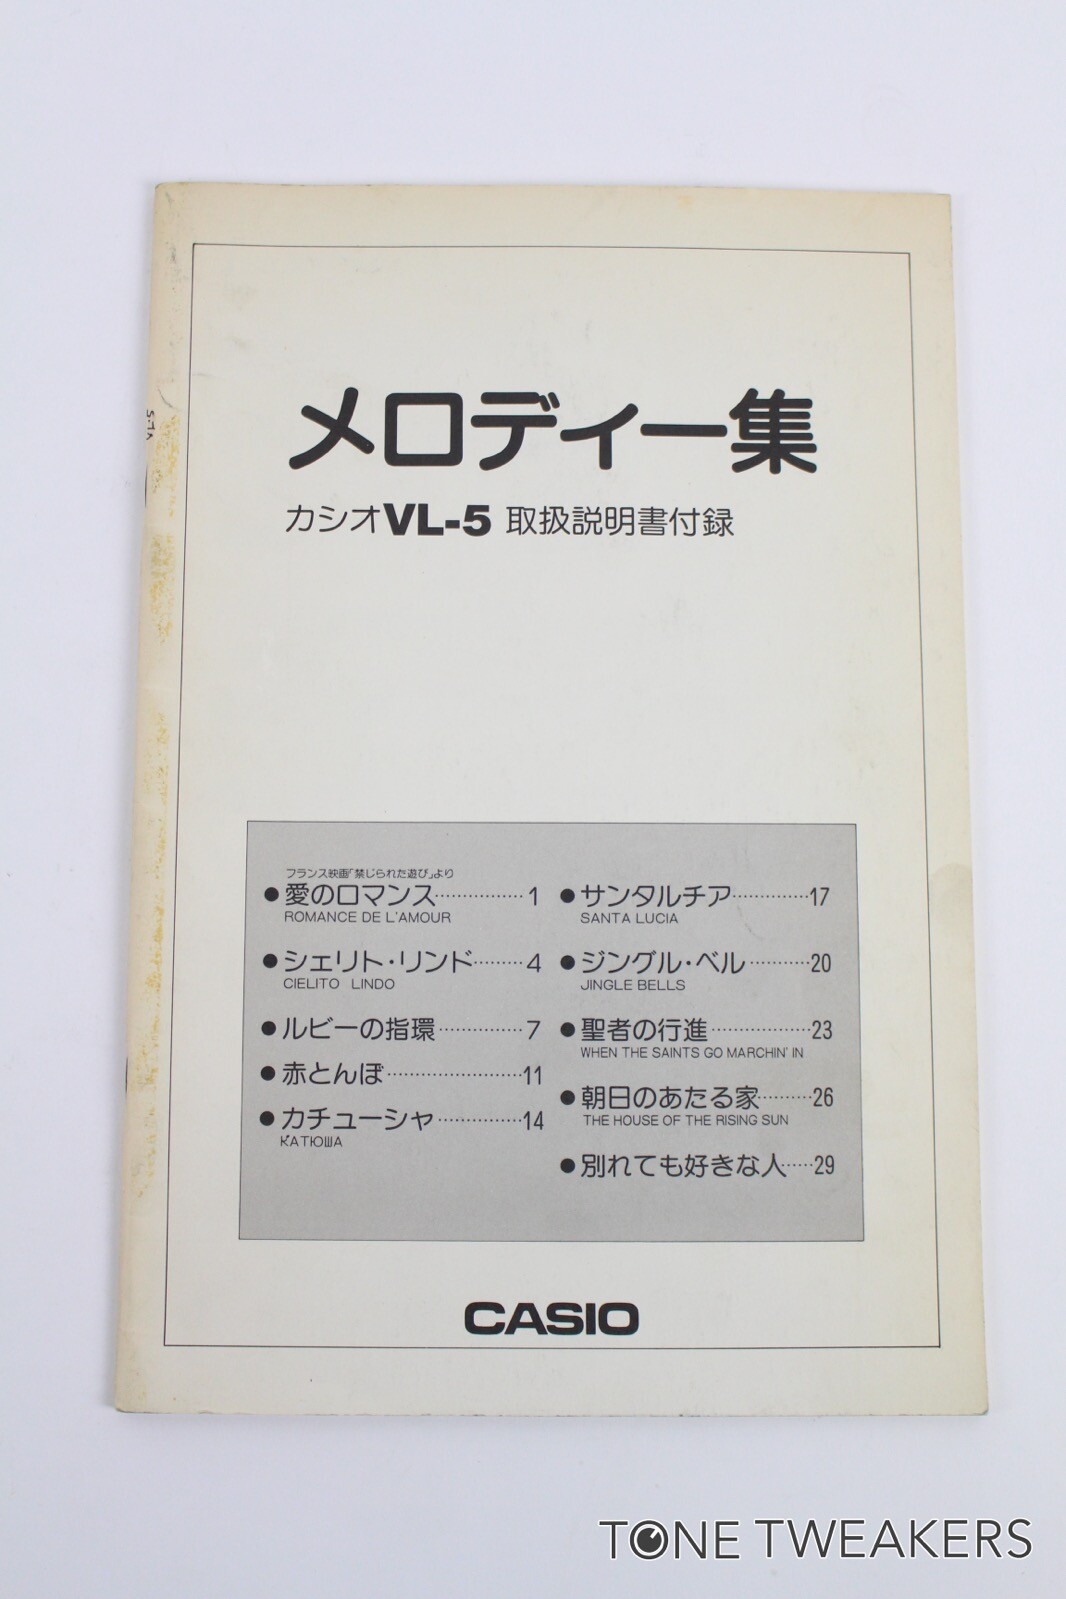 メロディー集
カシオVL-5 取扱説明書付録
フランス映画「禁じられた遊び」より
●愛のロマンス……………1
ROMANCE DE L'AMOUR
●シェリト・リンド………4
CIELITO LINDO
●ルビーの指環……………7
●赤とんぼ……………………11
●カチューシャ……………14
КАТЮША
●サンタルチア…………17
SANTA LUCIA
●ジングル・ベル…………20
JINGLE BELLS
●聖者の行進………………23
WHEN THE SAINTS GO MARCHIN' IN
●朝日のあたる家………26
THE HOUSE OF THE RISING SUN
●別れても好きな人……29
CASIO
TONE TWEAKERS